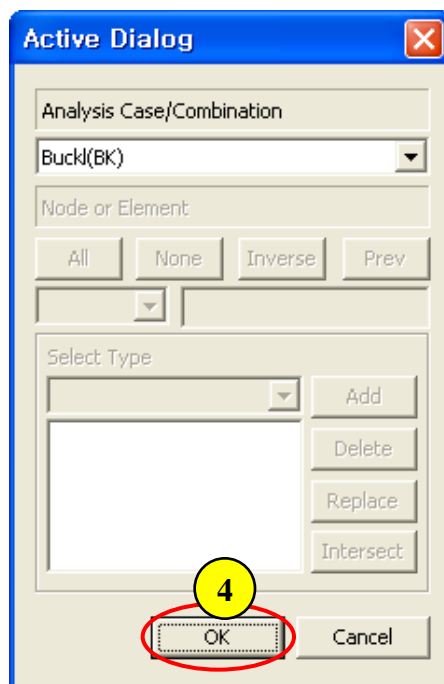 Active Dialog
Analysis Case/Combination
Buckl(BK)
Node or Element
All None Inverse Prev
Select Type
Add
Delete
Replace
Intersect
4
OK Cancel